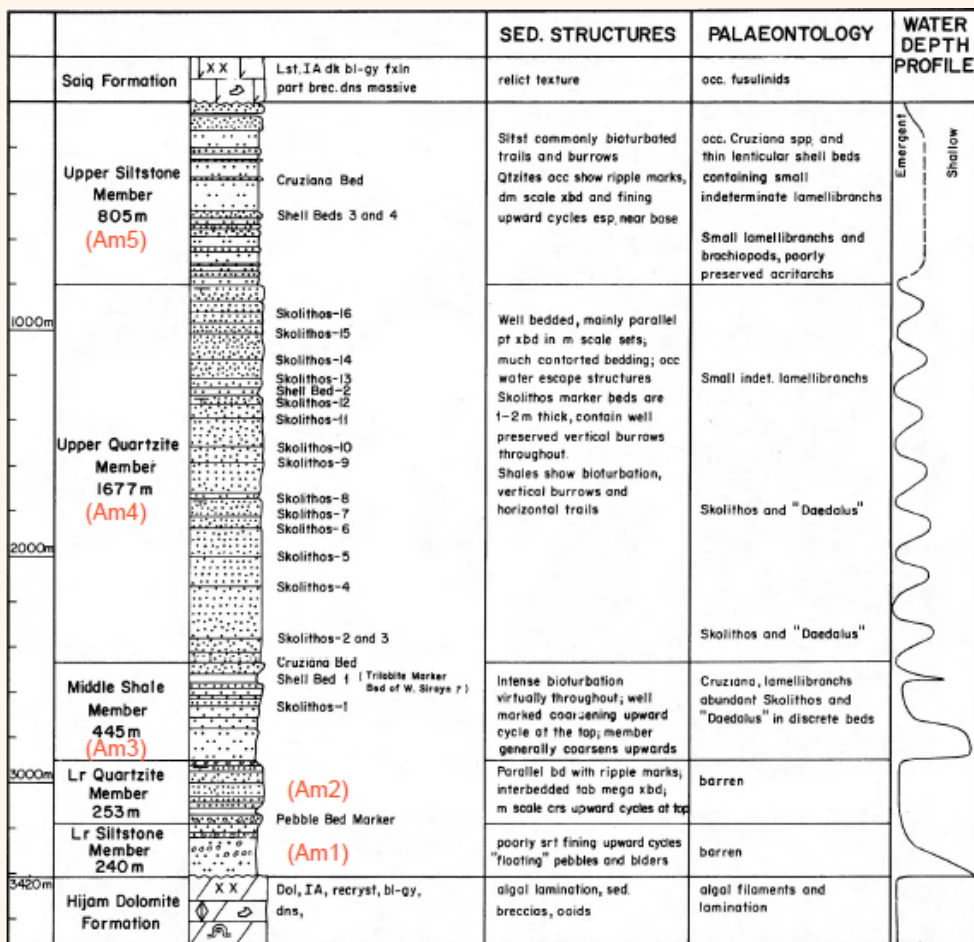 SED. STRUCTURES
PALAEONTOLOGY
WATER
DEPTH
PROFILE
Saiq Formation
XX
Lst, IA dk bl-gy fxln
part brec. dns massive
relict texture
occ. fusulinids
Upper Siltstone
Member
805m
(Am5)
Cruziana Bed
Shell Beds 3 and 4
Sltst commonly bioturbated
trails and burrows
Qtzites occ show ripple marks,
dm scale xbd and fining
upward cycles esp. near base
occ. Cruziana spp. and
thin lenticular shell beds
containing small
indeterminate lamellibranchs
Small lamellibranchs and
brachiopods, poorly
preserved acritarchs
Emergent
Shallow
1000m
Upper Quartzite
Member
1677m
(Am4)
2000m
Skolithos-16
Skolithos-15
Skolithos-14
Skolithos-13
Shell Bed-2
Skolithos-12
Skolithos-11
Skolithos-10
Skolithos-9
Skolithos-8
Skolithos-7
Skolithos-6
Skolithos-5
Skolithos-4
Skolithos-2 and 3
Cruziana Bed
Well bedded, mainly parallel
pt xbd in m scale sets;
much contorted bedding; occ
water escape structures
Skolithos marker beds are
1-2m thick, contain well
preserved vertical burrows
throughout.
Shales show bioturbation,
vertical burrows and
horizontal trails
Small indet. lamellibranchs
Skolithos and "Daedalus"
Skolithos and "Daedalus"
Middle Shale
Member
445m
(Am3)
Shell Bed 1 (Trilobite Marker
Bed of W. Sirayn ?)
Skolithos-1
Intense bioturbation
virtually throughout; well
marked coarsening upward
cycle at the top; member
generally coarsens upwards
Cruziana, lamellibranchs
abundant Skolithos and
"Daedalus" in discrete beds
3000m
Lr Quartzite
Member
253m
(Am2)
Pebble Bed Marker
Parallel bd with ripple marks;
interbedded tab mega xbd;
m scale crs upward cycles at top
barren
Lr Siltstone
Member
240m
(Am1)
poorly srt fining upward cycles
"floating" pebbles and blders
barren
3420m
Hijam Dolomite
Formation
XX
Dol, IA, recryst, bl-gy,
dns,
algal lamination, sed.
breccias, ooids
algal filaments and
lamination